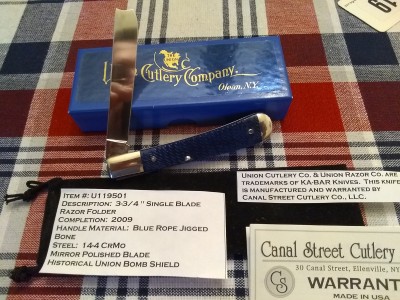 Cutlery Company
Olean, N.Y.
49
Union Cutlery Co. & Union Razor Co. are
trademarks of KA-BAR Knives. This knife
is manufactured and warranted by
Canal Street Cutlery Co., LLC.
Item #: U119501
Description: 3-3/4 " Single Blade
Razor Folder
Completion: 2009
Handle Material: Blue Rope Jigged
Bone
Steel: 14-4 CrMo
Mirror Polished Blade
Historical Union Bomb Shield
Canal Street Cutlery
30 Canal Street, Ellenville, NY
CS
WARRANT
MADE IN USA